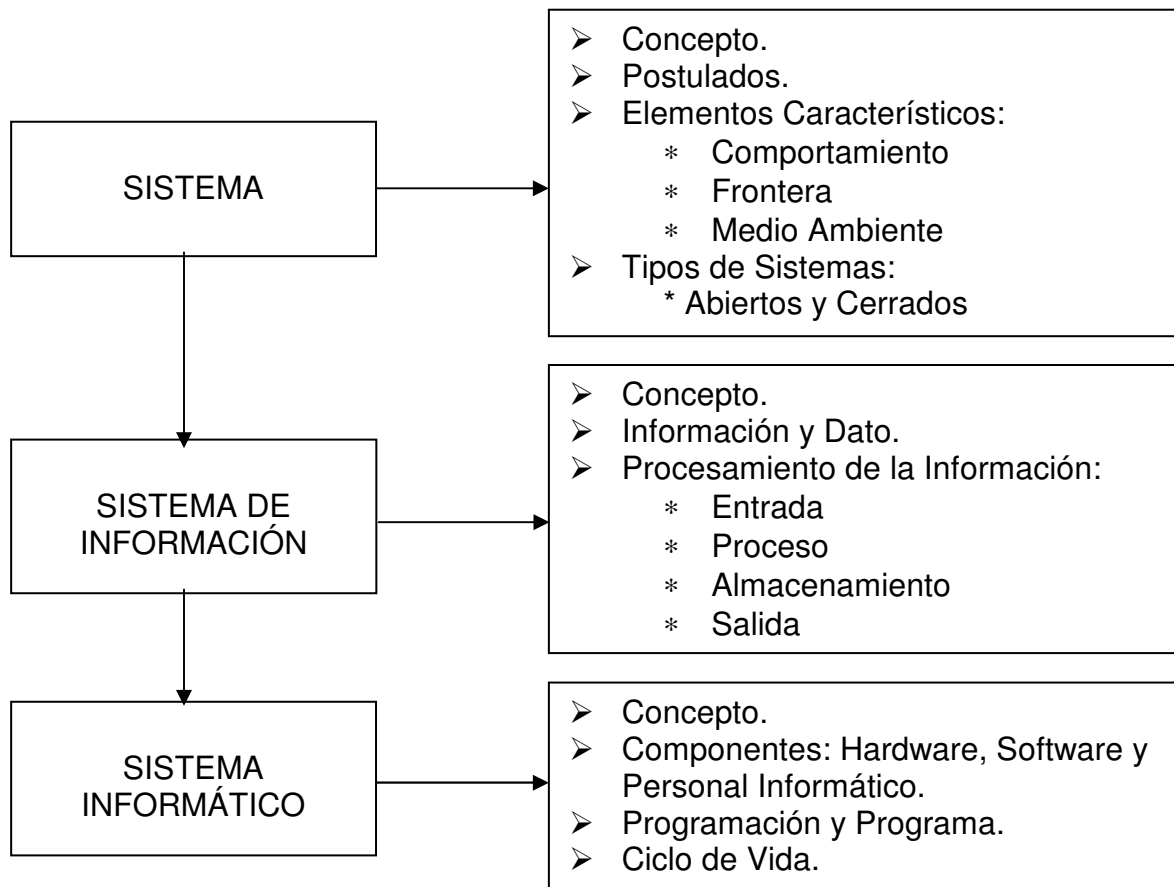 SISTEMA
➢ Concepto.
➢ Postulados.
➢ Elementos Característicos:
∗ Comportamiento
∗ Frontera
∗ Medio Ambiente
➢ Tipos de Sistemas:
* Abiertos y Cerrados
SISTEMA DE
INFORMACIÓN
➢ Concepto.
➢ Información y Dato.
➢ Procesamiento de la Información:
∗ Entrada
∗ Proceso
∗ Almacenamiento
∗ Salida
SISTEMA
INFORMÁTICO
➢ Concepto.
➢ Componentes: Hardware, Software y
Personal Informático.
➢ Programación y Programa.
➢ Ciclo de Vida.